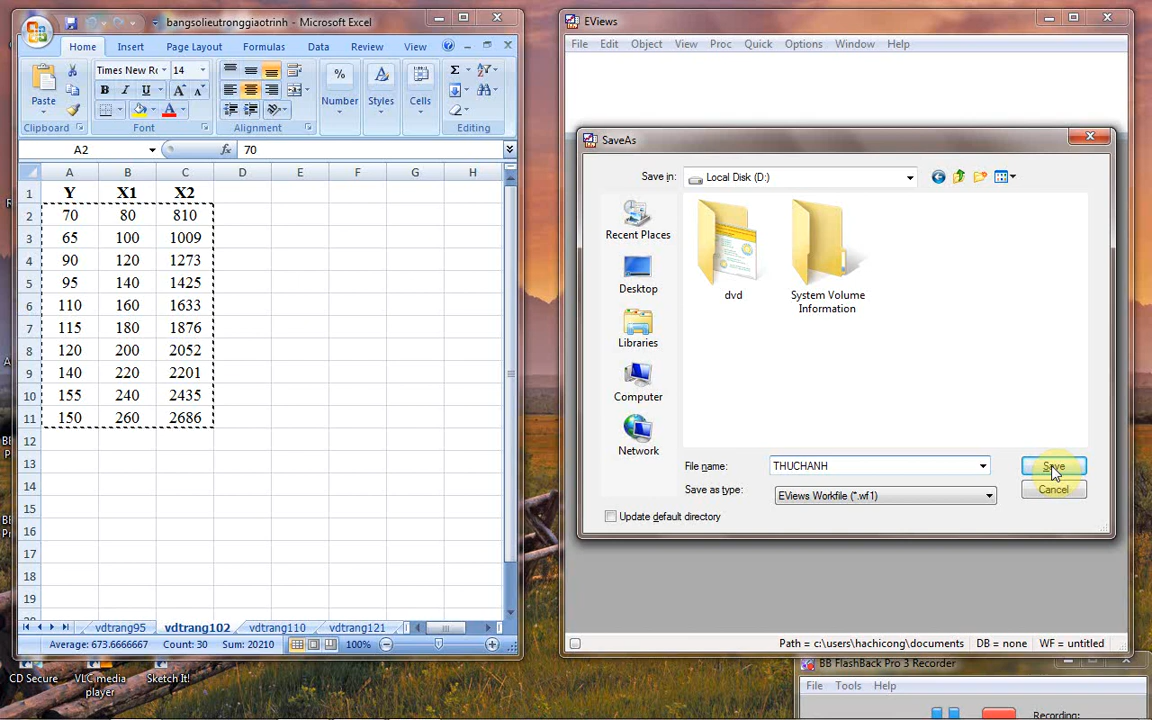 bangsolieutronggiaotrinh - Microsoft Excel
Home Insert Page Layout Formulas Data Review View
Times New Rc 14
Paste
B I U A A
%
Number
Styles
Cells
Σ
Clipboard Font Alignment Editing
A2 fx 70
A B C D E F G H
1 Y X1 X2
2 70 80 810
3 65 100 1009
4 90 120 1273
5 95 140 1425
6 110 160 1633
7 115 180 1876
8 120 200 2052
9 140 220 2201
10 155 240 2435
11 150 260 2686
12
13
14
15
16
17
18
19
vdtrang95 vdtrang102 vdtrang110 vdtrang121
Average: 673.6666667 Count: 30 Sum: 20210 100%
CD Secure
VLC media player
Sketch It!
EViews
File Edit Object View Proc Quick Options Window Help
SaveAs
Save in: Local Disk (D:)
Recent Places
Desktop
Libraries
Computer
Network
dvd
System Volume
Information
File name: THUCHANH Save
Save as type: EViews Workfile (*.wf1) Cancel
Update default directory
Path = c:\users\hachicong\documents DB = none WF = untitled
BB FlashBack Pro 3 Recorder
File Tools Help
Recording: